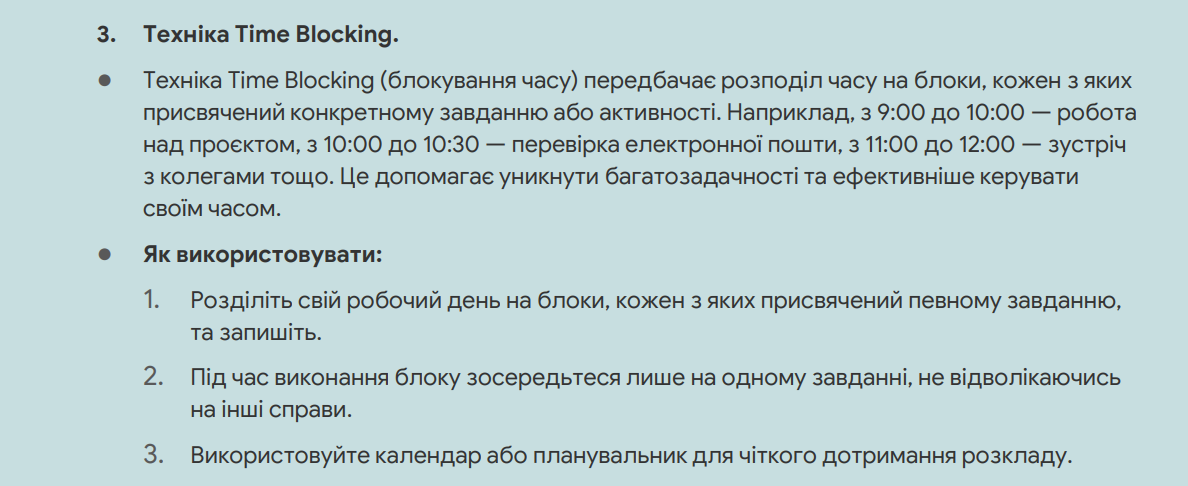 3. Техніка Time Blocking.
● Техніка Time Blocking (блокування часу) передбачає розподіл часу на блоки, кожен з яких
присвячений конкретному завданню або активності. Наприклад, з 9:00 до 10:00 — робота
над проєктом, з 10:00 до 10:30 — перевірка електронної пошти, з 11:00 до 12:00 — зустріч
з колегами тощо. Це допомагає уникнути багатозадачності та ефективніше керувати
своїм часом.
● Як використовувати:
1. Розділіть свій робочий день на блоки, кожен з яких присвячений певному завданню,
та запишіть.
2. Під час виконання блоку зосередьтеся лише на одному завданні, не відволікаючись
на інші справи.
3. Використовуйте календар або планувальник для чіткого дотримання розкладу.